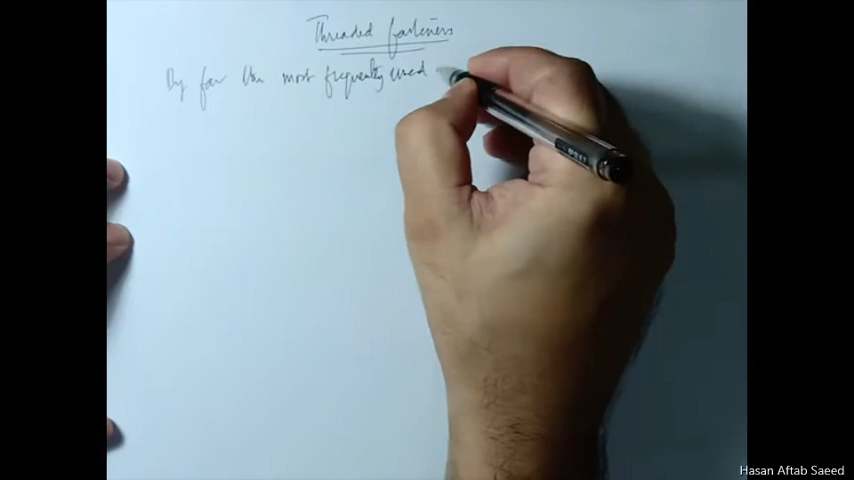 Threaded fasteners
By far the most frequently used
Hasan Aftab Saeed